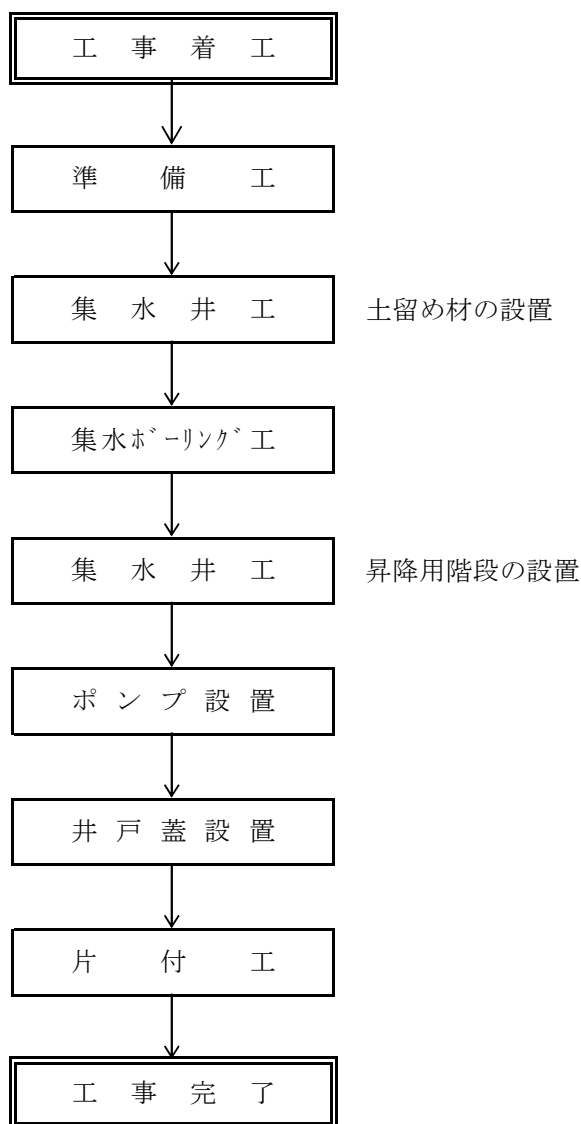 工事着工
準備工
集水井工
土留め材の設置
集水ﾎﾞｰﾘﾝｸﾞ工
集水井工
昇降用階段の設置
ポンプ設置
井戸蓋設置
片付工
工事完了